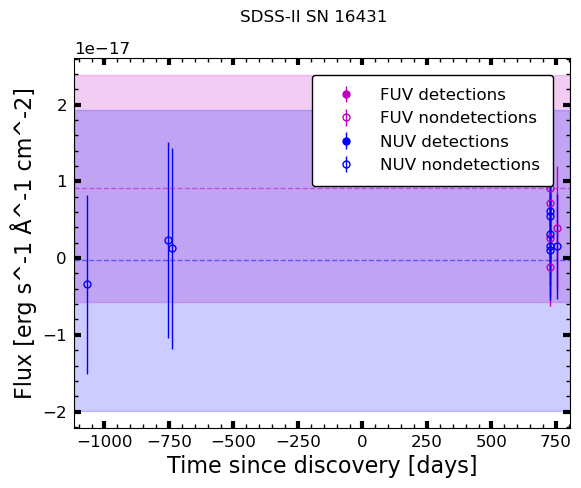 SDSS-II SN 16431
1e−17
FUV detections
FUV nondetections
NUV detections
NUV nondetections
2
1
0
−1
−2
Flux [erg s^-1 Å^-1 cm^-2]
−1000 −750 −500 −250 0 250 500 750
Time since discovery [days]